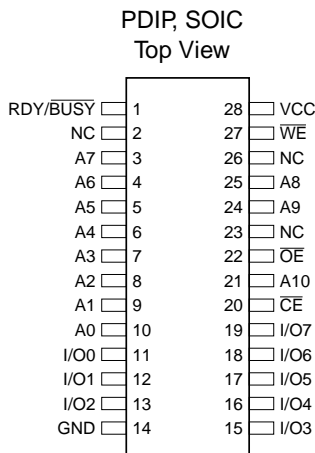 PDIP, SOIC
Top View
RDY/BUSY 1 28 VCC
NC 2 27 WE
A7 3 26 NC
A6 4 25 A8
A5 5 24 A9
A4 6 23 NC
A3 7 22 OE
A2 8 21 A10
A1 9 20 CE
A0 10 19 I/O7
I/O0 11 18 I/O6
I/O1 12 17 I/O5
I/O2 13 16 I/O4
GND 14 15 I/O3